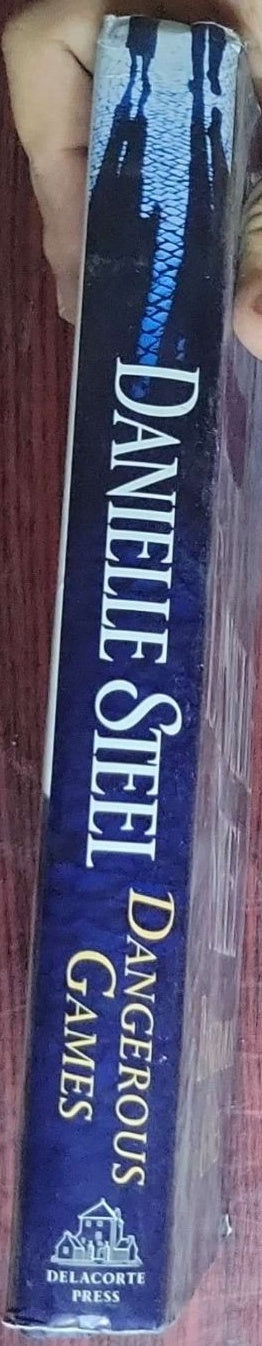 DANIELLE STEEL
DANGEROUS
GAMES
DELACORTE
PRESS